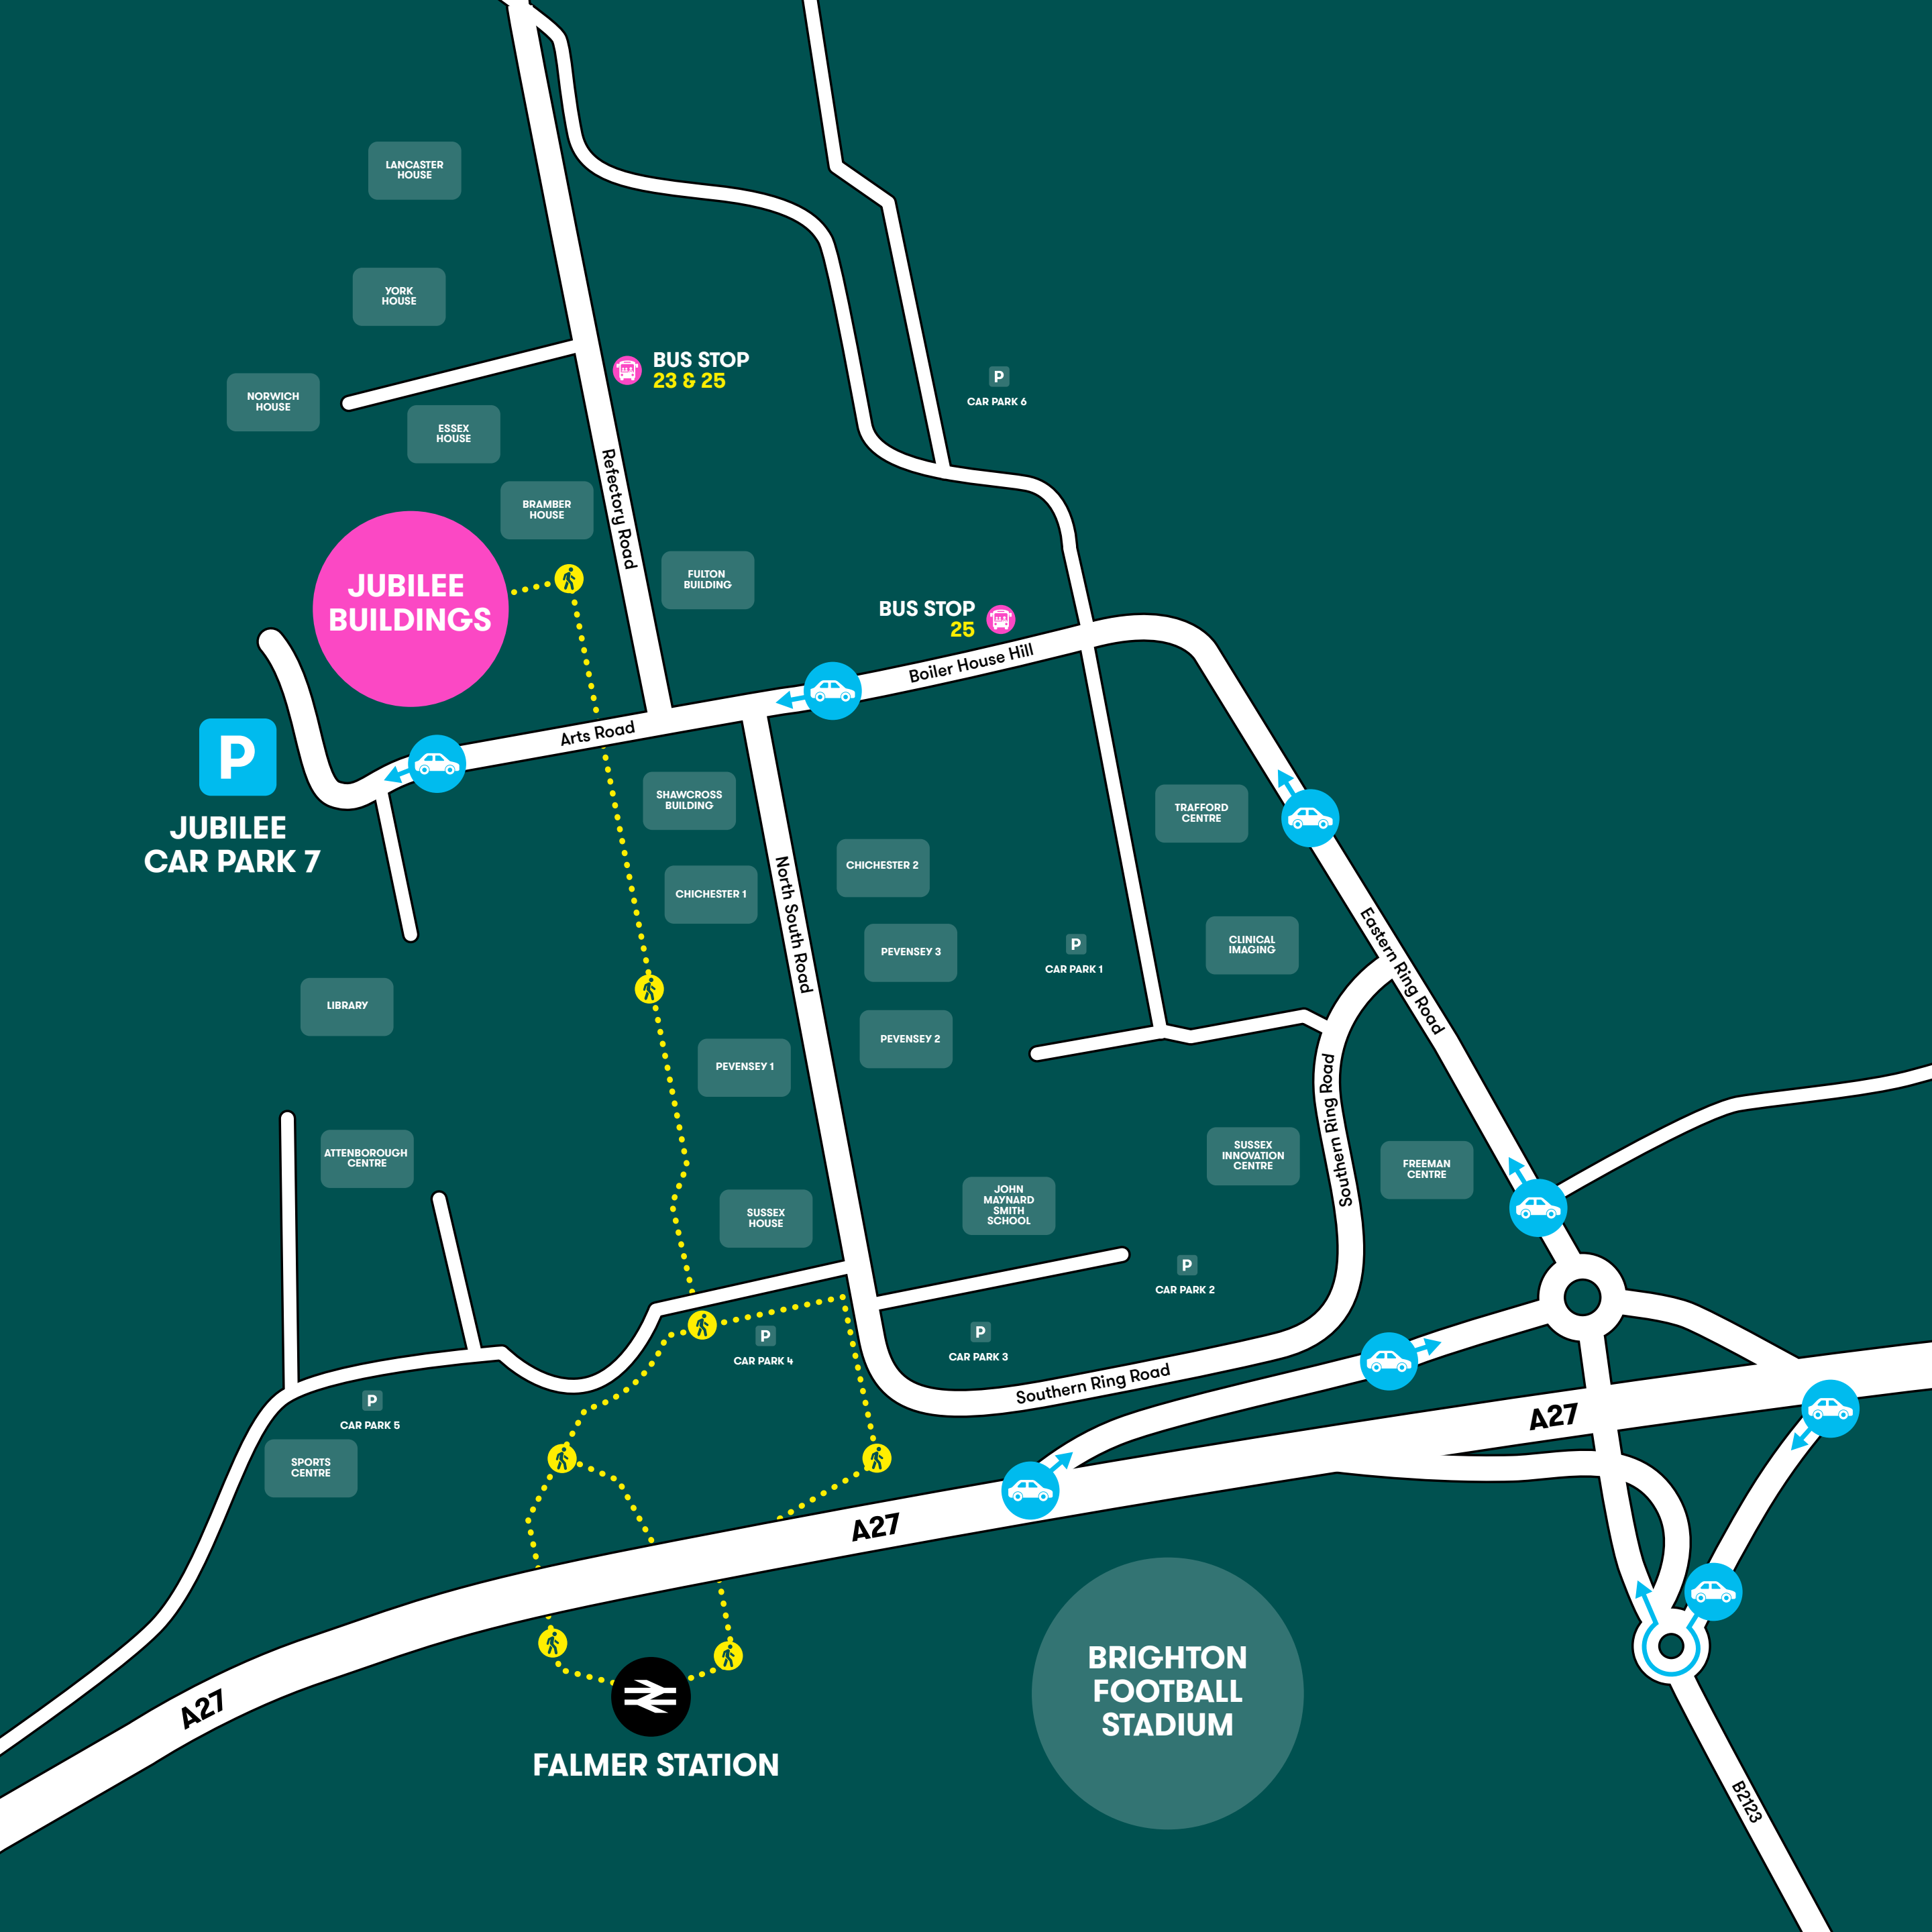 LANCASTER
HOUSE
YORK
HOUSE
BUS STOP
23 & 25
NORWICH
HOUSE
P
CAR PARK 6
ESSEX
HOUSE
Refectory Road
BRAMBER
HOUSE
JUBILEE
BUILDINGS
FULTON
BUILDING
BUS STOP
25
Boiler House Hill
Arts Road
P
JUBILEE
CAR PARK 7
SHAWCROSS
BUILDING
TRAFFORD
CENTRE
CHICHESTER 2
CHICHESTER 1
North South Road
PEVENSEY 3
P
CAR PARK 1
CLINICAL
IMAGING
Eastern Ring Road
LIBRARY
PEVENSEY 2
PEVENSEY 1
Southern Ring Road
ATTENBOROUGH
CENTRE
SUSSEX
INNOVATION
CENTRE
FREEMAN
CENTRE
SUSSEX
HOUSE
JOHN
MAYNARD
SMITH
SCHOOL
P
CAR PARK 2
P
CAR PARK 4
P
CAR PARK 3
Southern Ring Road
P
CAR PARK 5
A27
SPORTS
CENTRE
A27
BRIGHTON
FOOTBALL
STADIUM
A27
FALMER STATION
B2123